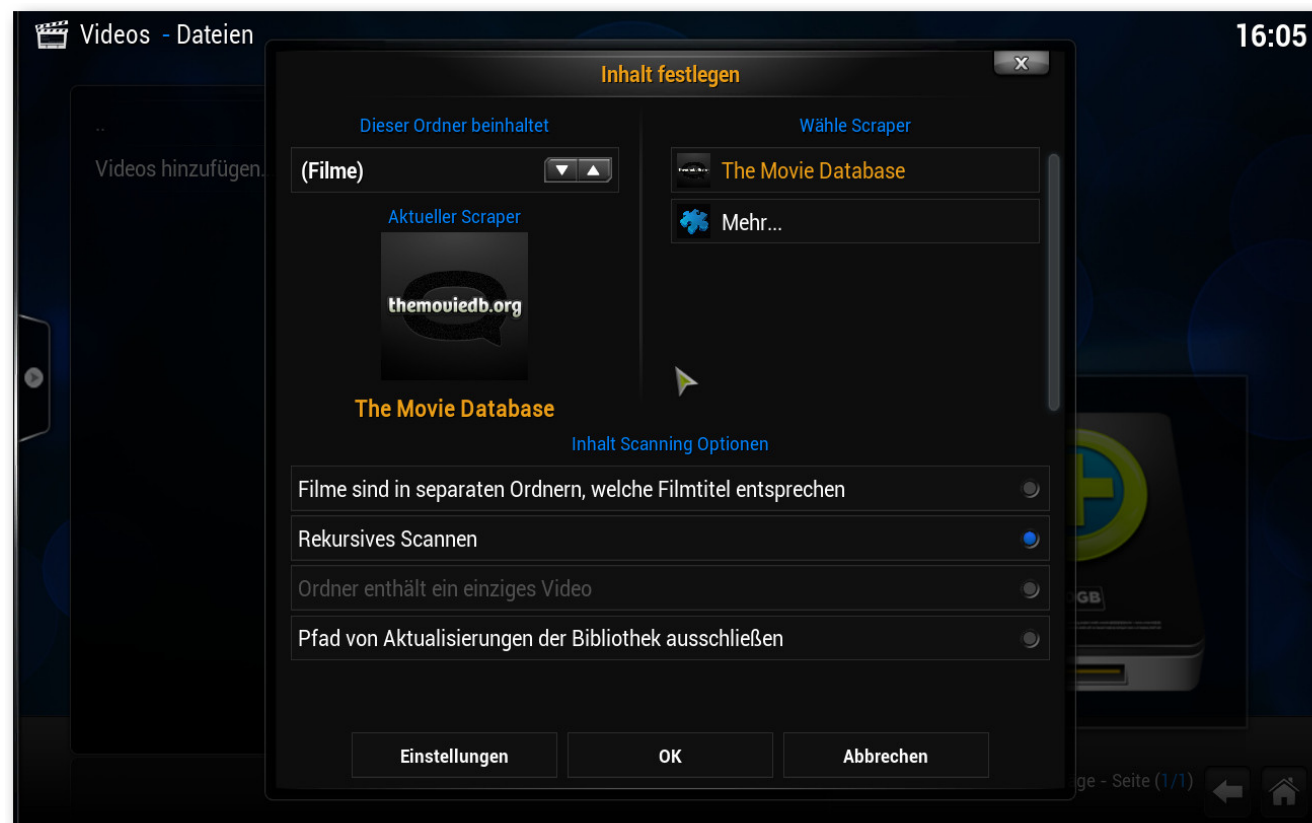 Videos - Dateien
16:05
Inhalt festlegen
X
Dieser Ordner beinhaltet
Wähle Scraper
..
Videos hinzufügen..
(Filme)
The Movie Database
Aktueller Scraper
Mehr...
themoviedb.org
The Movie Database
Inhalt Scanning Optionen
Filme sind in separaten Ordnern, welche Filmtitel entsprechen
Rekursives Scannen
Ordner enthält ein einziges Video
GB
Pfad von Aktualisierungen der Bibliothek ausschließen
Einstellungen
OK
Abbrechen
ge - Seite (1/1)